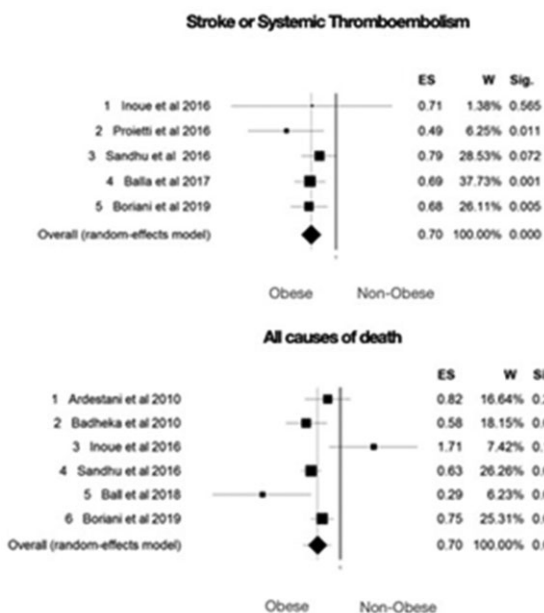 Stroke or Systemic Thromboembolism
ES W Sig.
1 Inoue et al 2016 0.71 1.38% 0.565
2 Proietti et al 2016 0.49 6.25% 0.011
3 Sandhu et al 2016 0.79 28.53% 0.072
4 Balla et al 2017 0.69 37.73% 0.001
5 Boriani et al 2019 0.68 26.11% 0.005
Overall (random-effects model) 0.70 100.00% 0.000
Obese Non-Obese
All causes of death
ES W
1 Ardestani et al 2010 0.82 16.64%
2 Badheka et al 2010 0.58 18.15%
3 Inoue et al 2016 1.71 7.42%
4 Sandhu et al 2016 0.63 26.26%
5 Ball et al 2018 0.29 6.23%
6 Boriani et al 2019 0.75 25.31%
Overall (random-effects model) 0.70 100.00%
Obese Non-Obese